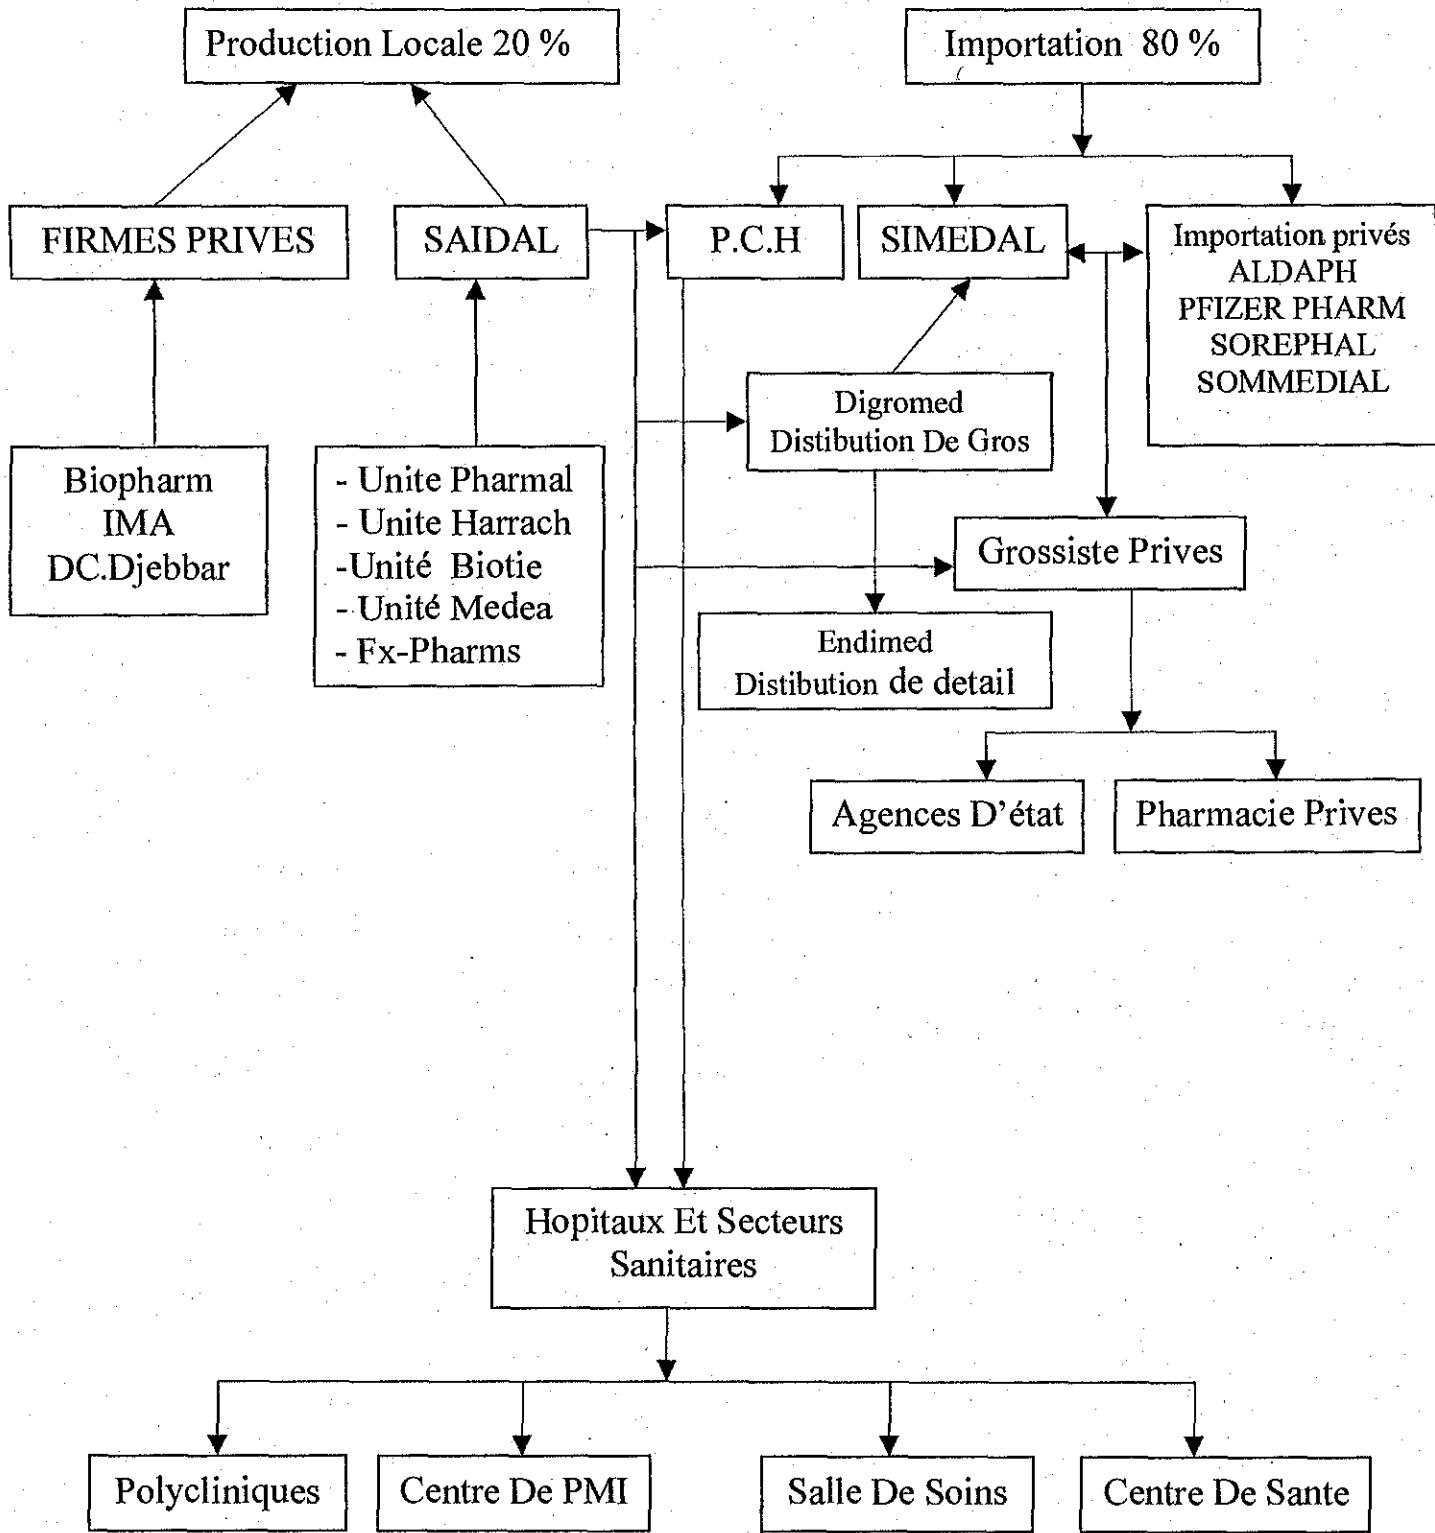 Production Locale 20 %
Importation 80 %
FIRMES PRIVES
SAIDAL
P.C.H
SIMEDAL
Importation privés
ALDAPH
PFIZER PHARM
SOREPHAL
SOMMEDIAL
Digromed
Distibution De Gros
Biopharm
IMA
DC.Djebbar
- Unite Pharmal
- Unite Harrach
-Unité Biotie
- Unité Medea
- Fx-Pharms
Grossiste Prives
Endimed
Distibution de detail
Agences D'état
Pharmacie Prives
Hopitaux Et Secteurs
Sanitaires
Polycliniques
Centre De PMI
Salle De Soins
Centre De Sante